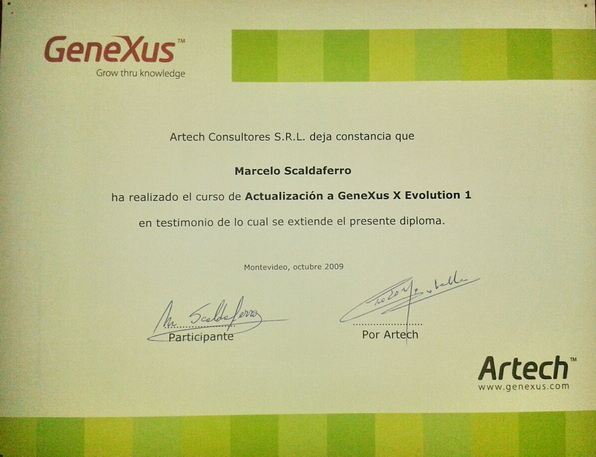 GeneXus™
Grow thru knowledge
Artech Consultores S.R.L. deja constancia que
Marcelo Scaldaferro
ha realizado el curso de Actualización a GeneXus X Evolution 1
en testimonio de lo cual se extiende el presente diploma.
Montevideo, octubre 2009
Scaldaferro
Participante
Por Artech
Artech™
www.genexus.com